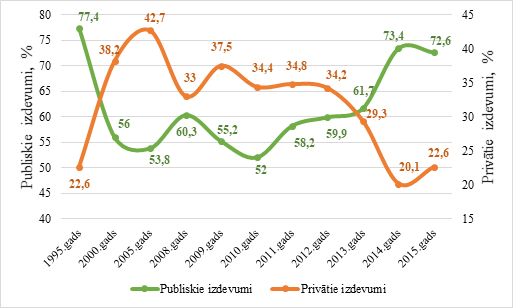 80
75
70
65
60
55
50
45
40
Publiskie izdevumi, %
45
40
35
30
25
20
15
Privātie izdevumi, %
77,4
56
53,8
60,3
55,2
52
58,2
59,9
61,7
73,4
72,6
22,6
38,2
42,7
33
37,5
34,4
34,8
34,2
29,3
20,1
22,6
1995.gads
2000.gads
2005.gads
2008.gads
2009.gads
2010.gads
2011.gads
2012.gads
2013.gads
2014.gads
2015.gads
Publiskie izdevumi
Privātie izdevumi